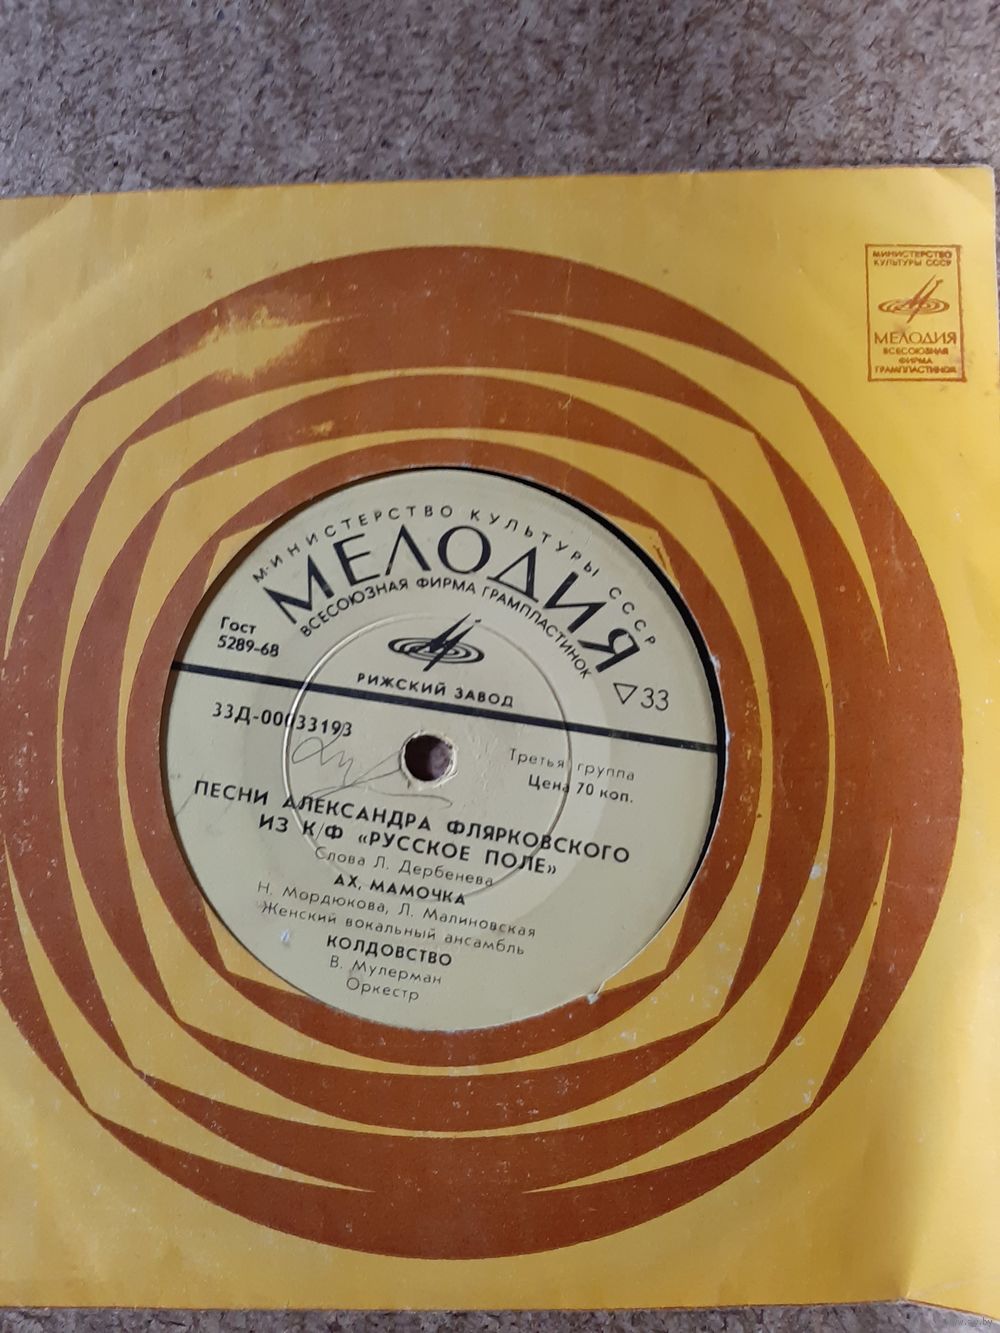 МИНИСТЕРСТВО
КУЛЬТУРЫ СССР
МЕЛОДИЯ
ВСЕСОЮЗНАЯ
ФИРМА
ГРАМПЛАСТИНОК
МИНИСТЕРСТВО КУЛЬТУРЫ СССР
МЕЛОДИЯ
ВСЕСОЮЗНАЯ ФИРМА ГРАМПЛАСТИНОК
Гост
5289-68
РИЖСКИЙ ЗАВОД
33
33Д-00033193
Третья группа
Цена 70 коп.
ПЕСНИ АЛЕКСАНДРА ФЛЯРКОВСКОГО
ИЗ К/Ф «РУССКОЕ ПОЛЕ»
Слова Л. Дербенева
АХ, МАМОЧКА
Н. Мордюкова, Л. Малиновская
Женский вокальный ансамбль
КОЛДОВСТВО
В. Мулерман
Оркестр